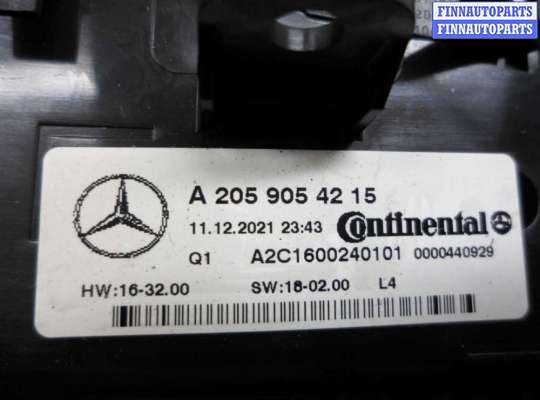 FINNAUTOPARTS
FINNAUTOPARTS
A 205 905 42 15
11.12.2021 23:43 Continental
Q1 A2C1600240101 0000440929
HW:16-32.00 SW:18-02.00 L4